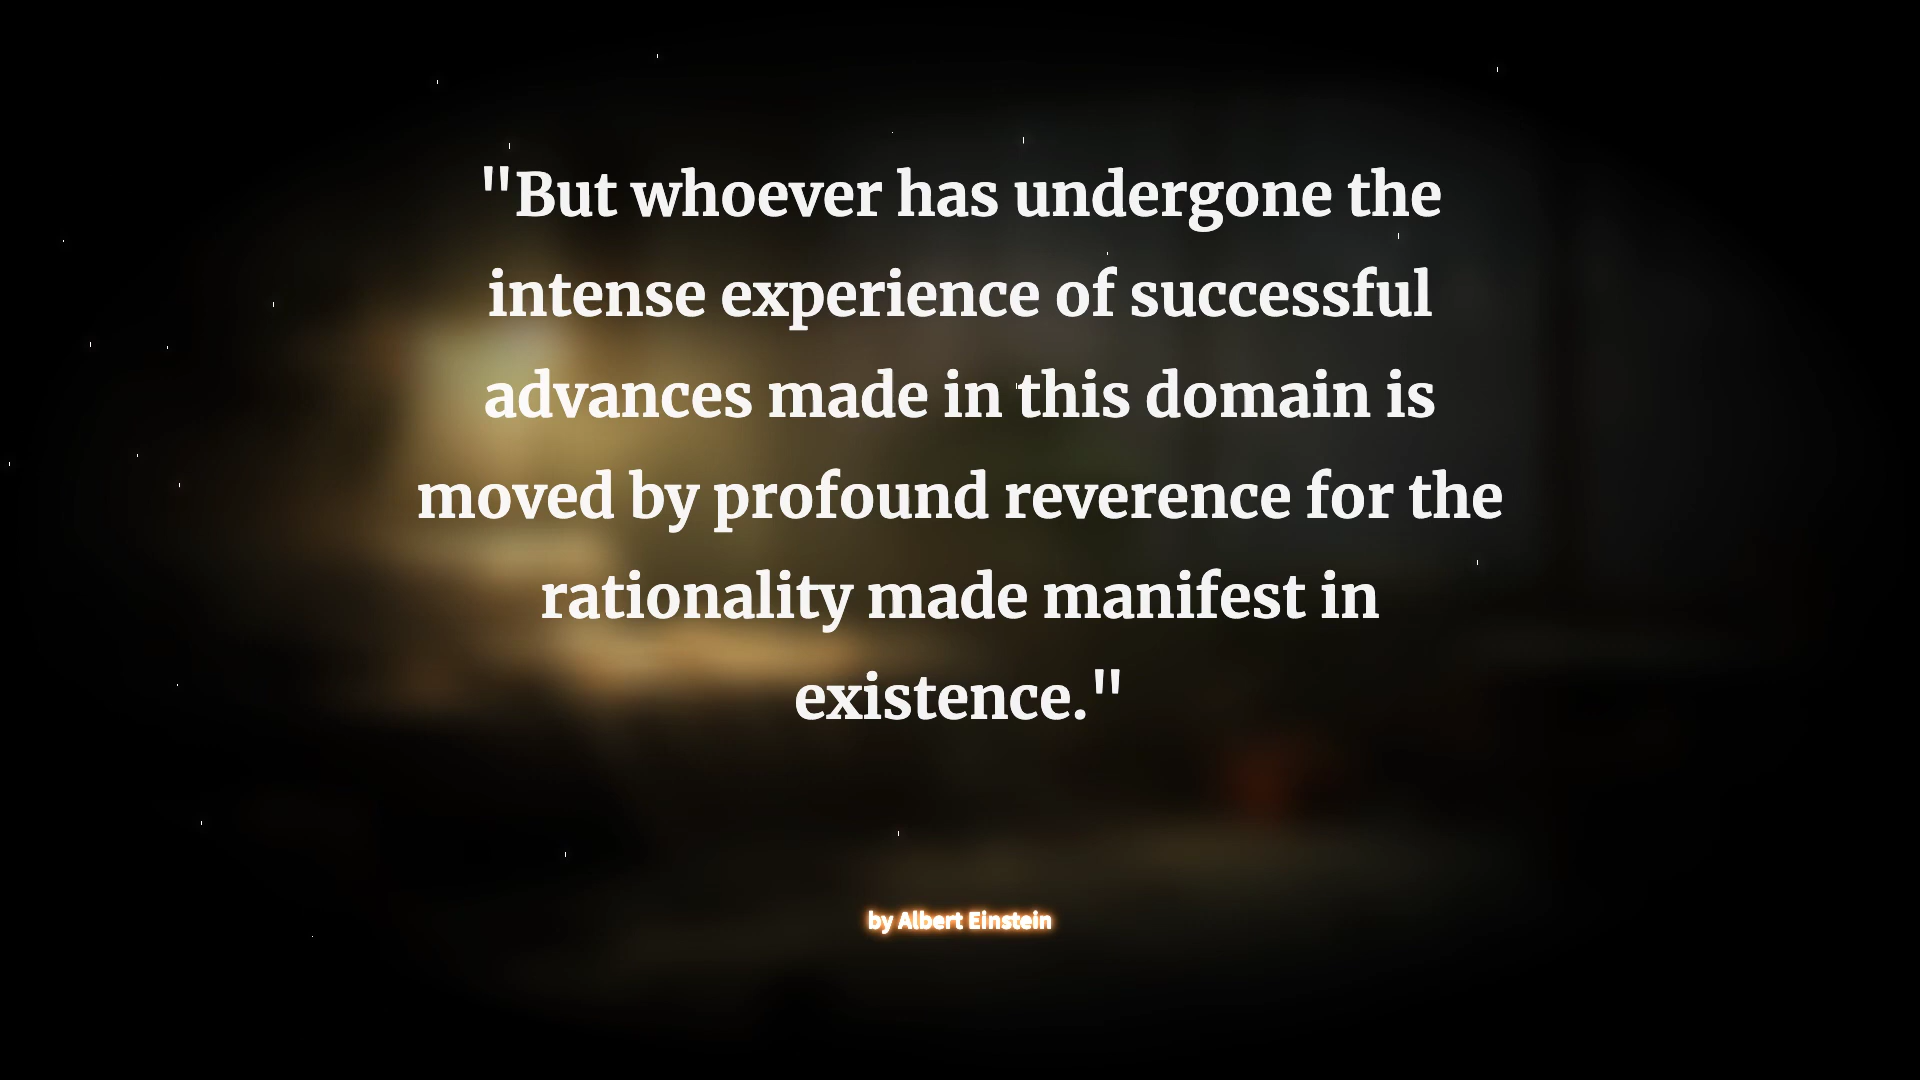 "But whoever has undergone the
intense experience of successful
advances made in this domain is
moved by profound reverence for the
rationality made manifest in
existence."
by Albert Einstein